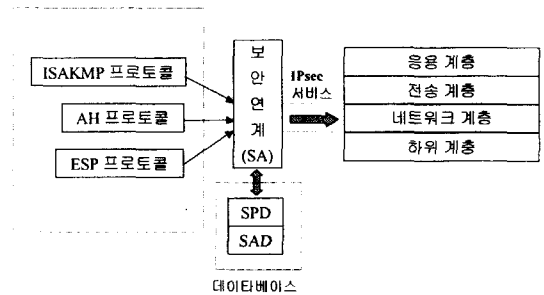 ISAKMP 프로토콜
AH 프로토콜
ESP 프로토콜
보
안
연
계
(SA)
IPsec
서비스
응용 계층
전송 계층
네트워크 계층
하위 계층
SPD
SAD
데이타베이스